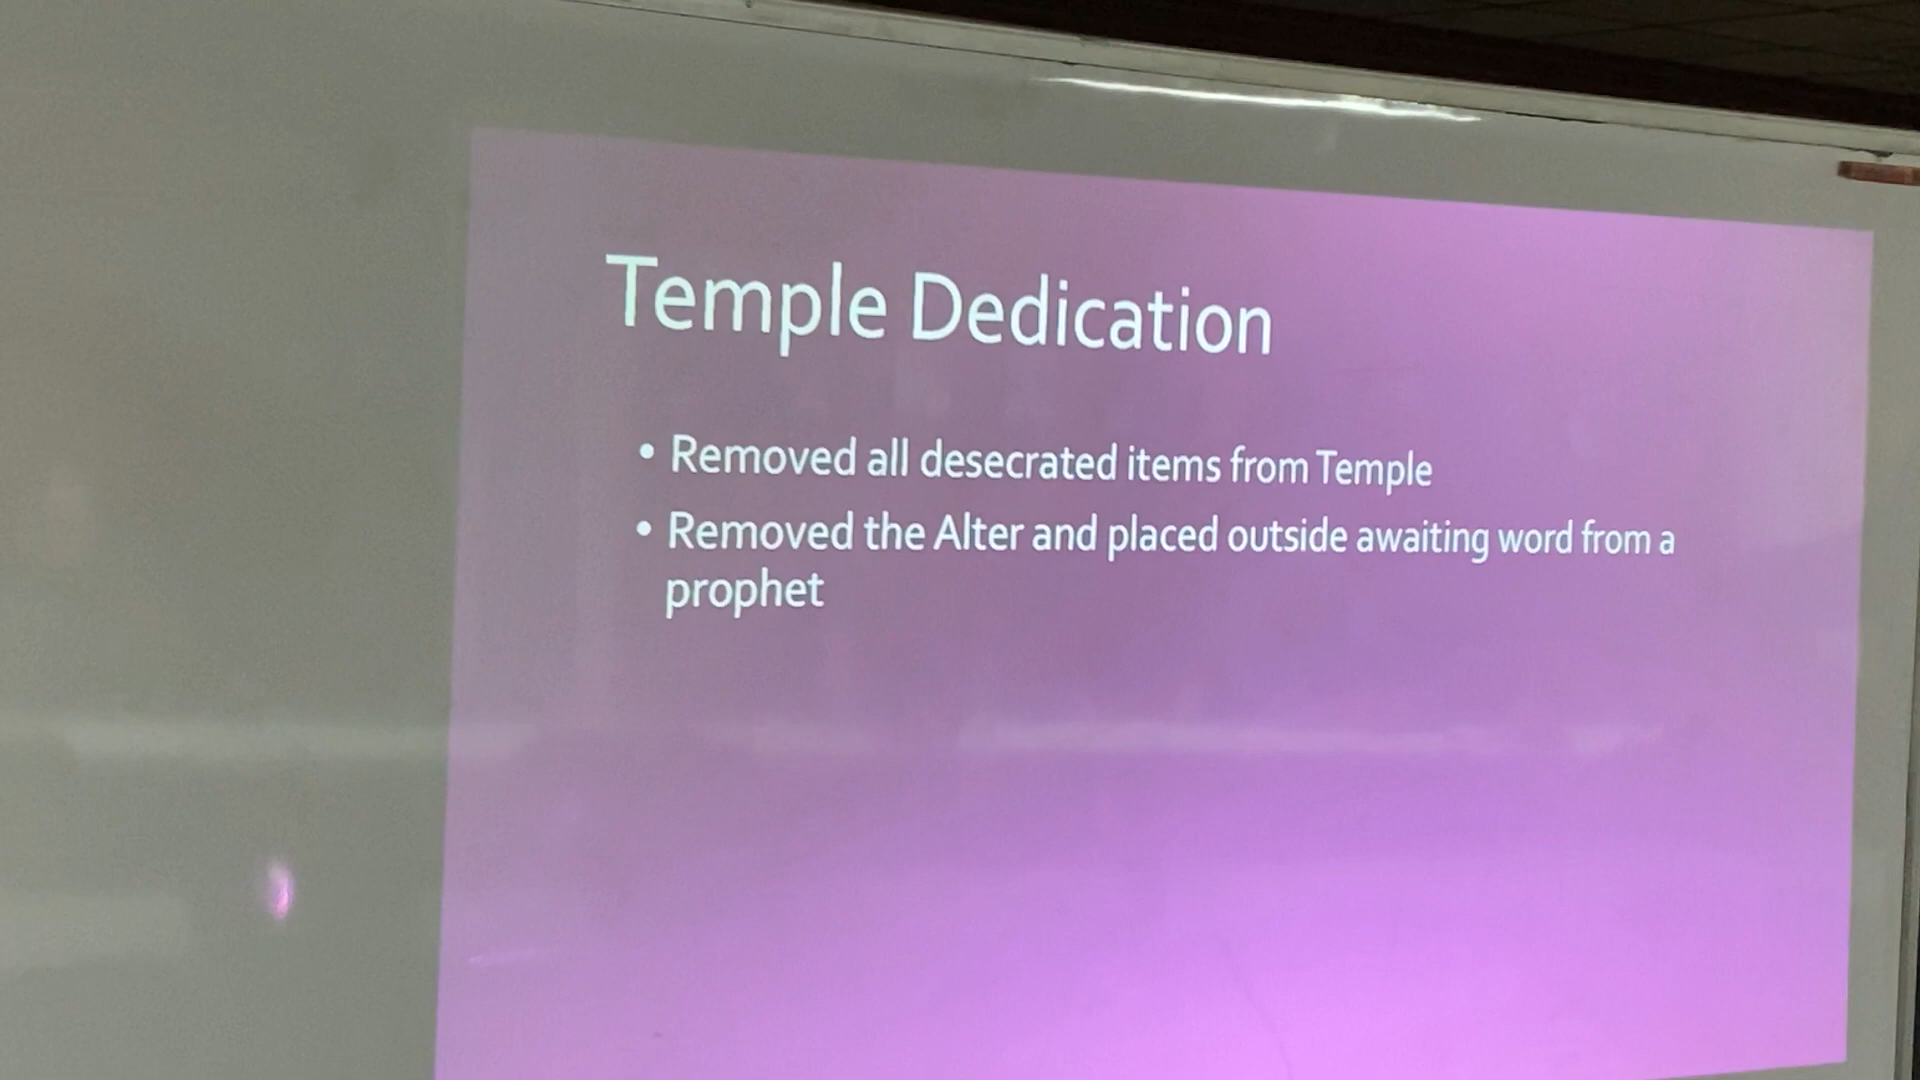 Temple Dedication
• Removed all desecrated items from Temple
• Removed the Alter and placed outside awaiting word from a
prophet